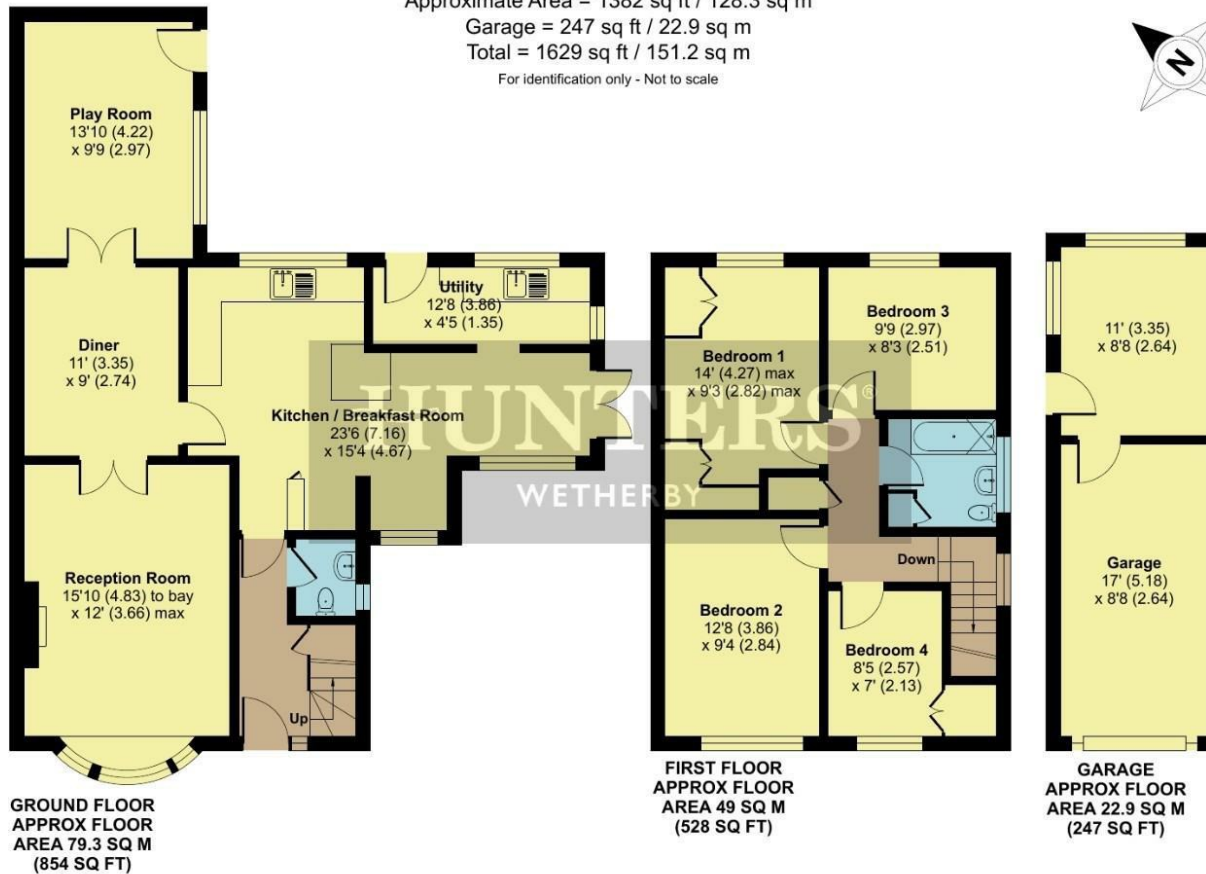 Approximate Area = 1382 sq ft / 128.3 sq m
Garage = 247 sq ft / 22.9 sq m
Total = 1629 sq ft / 151.2 sq m
For identification only - Not to scale
N
Play Room
13'10 (4.22)
x 9'9 (2.97)
Diner
11' (3.35)
x 9' (2.74)
Utility
12'8 (3.86)
x 4'5 (1.35)
Kitchen / Breakfast Room
23'6 (7.16)
x 15'4 (4.67)
Reception Room
15'10 (4.83) to bay
x 12' (3.66) max
Up
GROUND FLOOR
APPROX FLOOR
AREA 79.3 SQ M
(854 SQ FT)
HUNTERS®
WETHERBY
Bedroom 1
14' (4.27) max
x 9'3 (2.82) max
Bedroom 3
9'9 (2.97)
x 8'3 (2.51)
Down
Bedroom 2
12'8 (3.86)
x 9'4 (2.84)
Bedroom 4
8'5 (2.57)
x 7' (2.13)
FIRST FLOOR
APPROX FLOOR
AREA 49 SQ M
(528 SQ FT)
11' (3.35)
x 8'8 (2.64)
Garage
17' (5.18)
x 8'8 (2.64)
GARAGE
APPROX FLOOR
AREA 22.9 SQ M
(247 SQ FT)